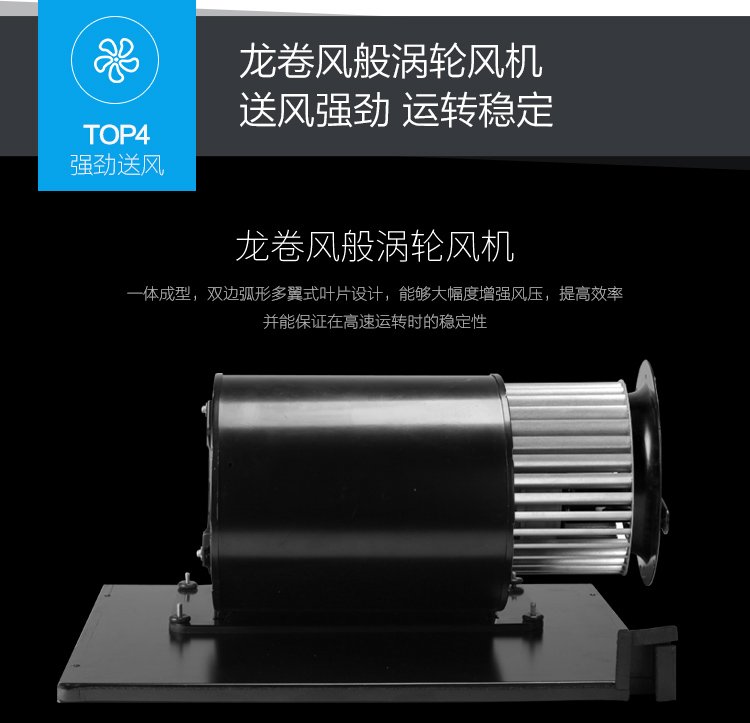 TOP4
强劲送风
龙卷风般涡轮风机
送风强劲 运转稳定
龙卷风般涡轮风机
一体成型，双边弧形多翼式叶片设计，能够大幅度增强风压，提高效率
并能保证在高速运转时的稳定性